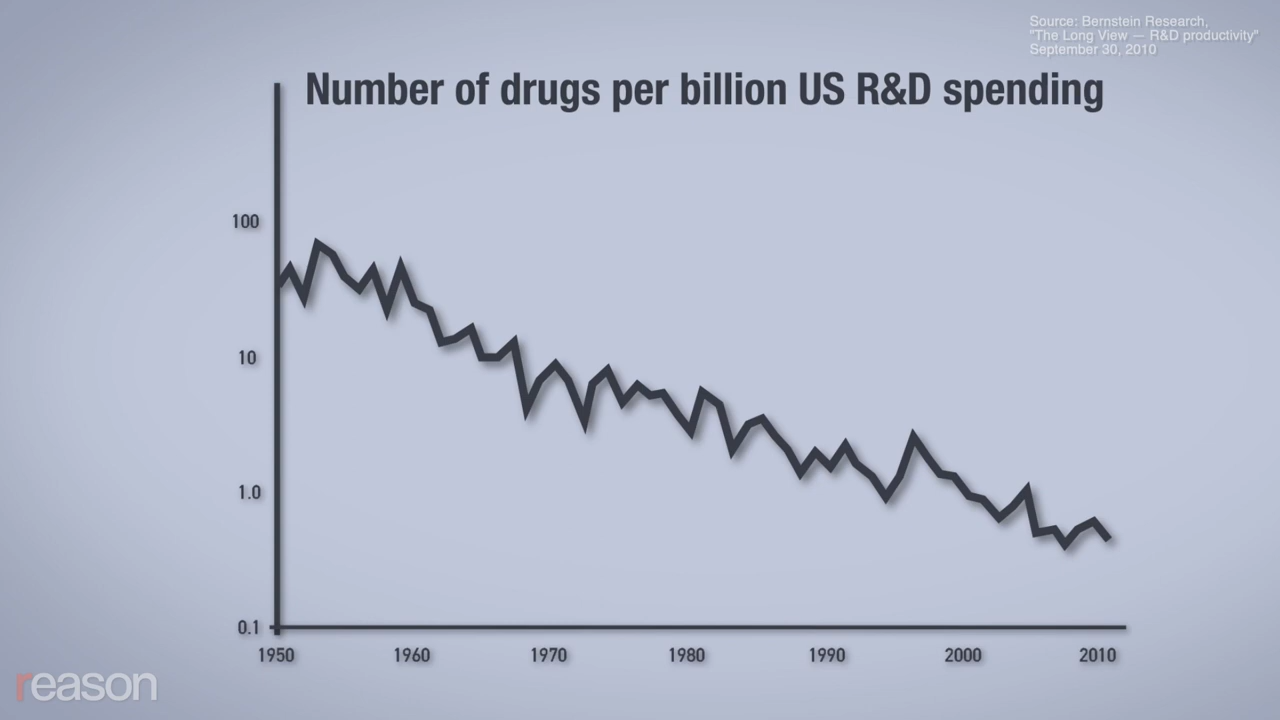 Source: Bernstein Research,
"The Long View — R&D productivity"
September 30, 2010
Number of drugs per billion US R&D spending
100
10
1.0
0.1
1950 1960 1970 1980 1990 2000 2010
reason